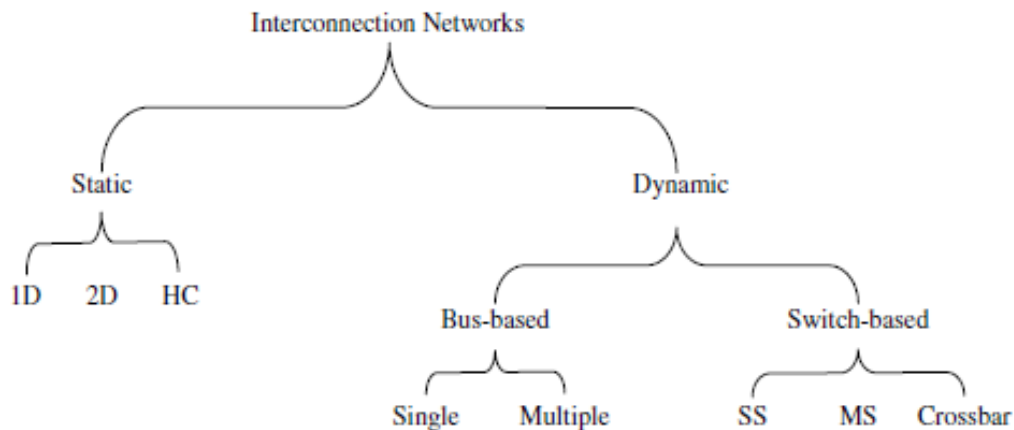 Interconnection Networks
Static Dynamic
1D 2D HC
Bus-based Switch-based
Single Multiple SS MS Crossbar